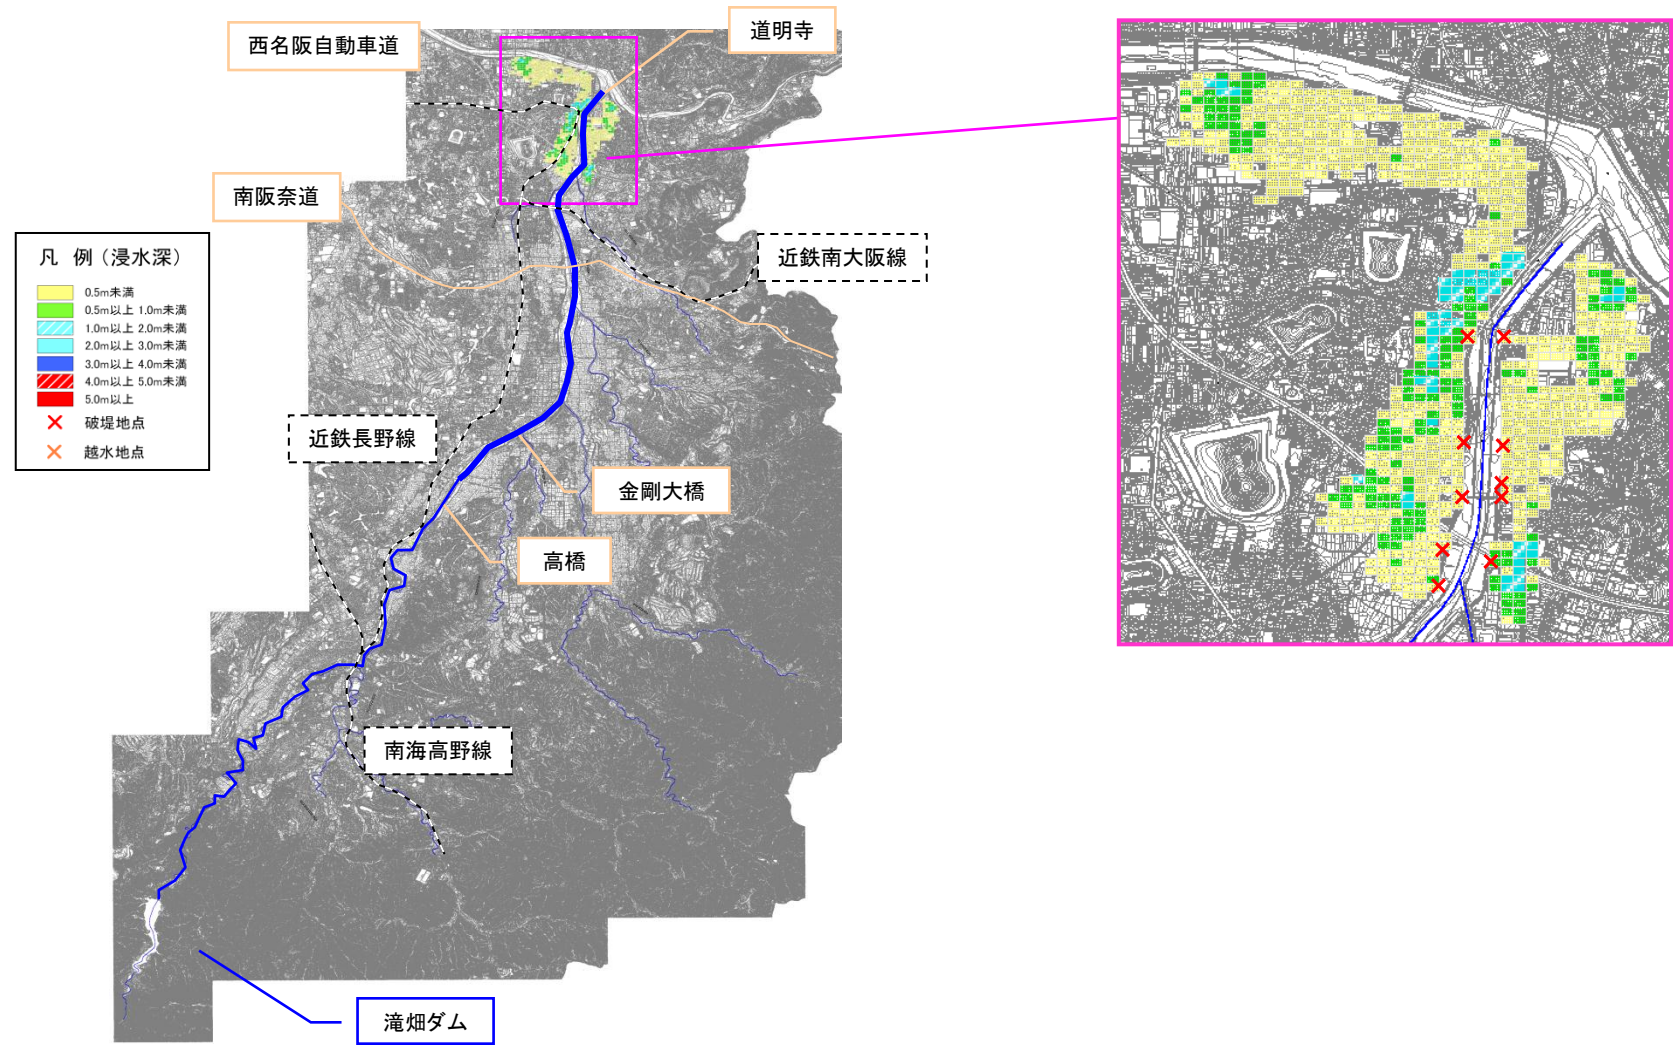 西名阪自動車道
道明寺
南阪奈道
近鉄南大阪線
凡 例（浸水深）
0.5m未満
0.5m以上 1.0m未満
1.0m以上 2.0m未満
2.0m以上 3.0m未満
3.0m以上 4.0m未満
4.0m以上 5.0m未満
5.0m以上
破堤地点
越水地点
近鉄長野線
金剛大橋
高橋
南海高野線
滝畑ダム